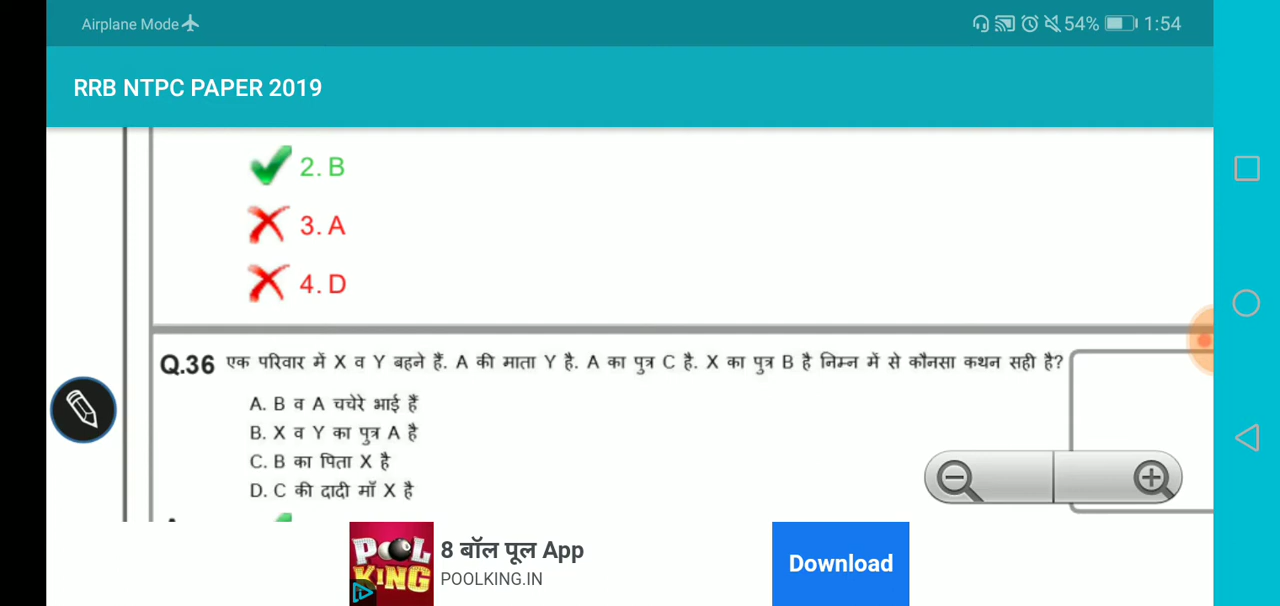 Airplane Mode
54% 1:54
RRB NTPC PAPER 2019
2. B
3. A
4. D
Q.36 एक परिवार में X व Y बहने हैं. A की माता Y है. A का पुत्र C है. X का पुत्र B है निम्न में से कौनसा कथन सही है?
A. B व A चचेरे भाई हैं
B. X व Y का पुत्र A है
C. B का पिता X है
D. C की दादी माॅ X है
POOL KING
8 बॉल पूल App
POOLKING.IN
Download